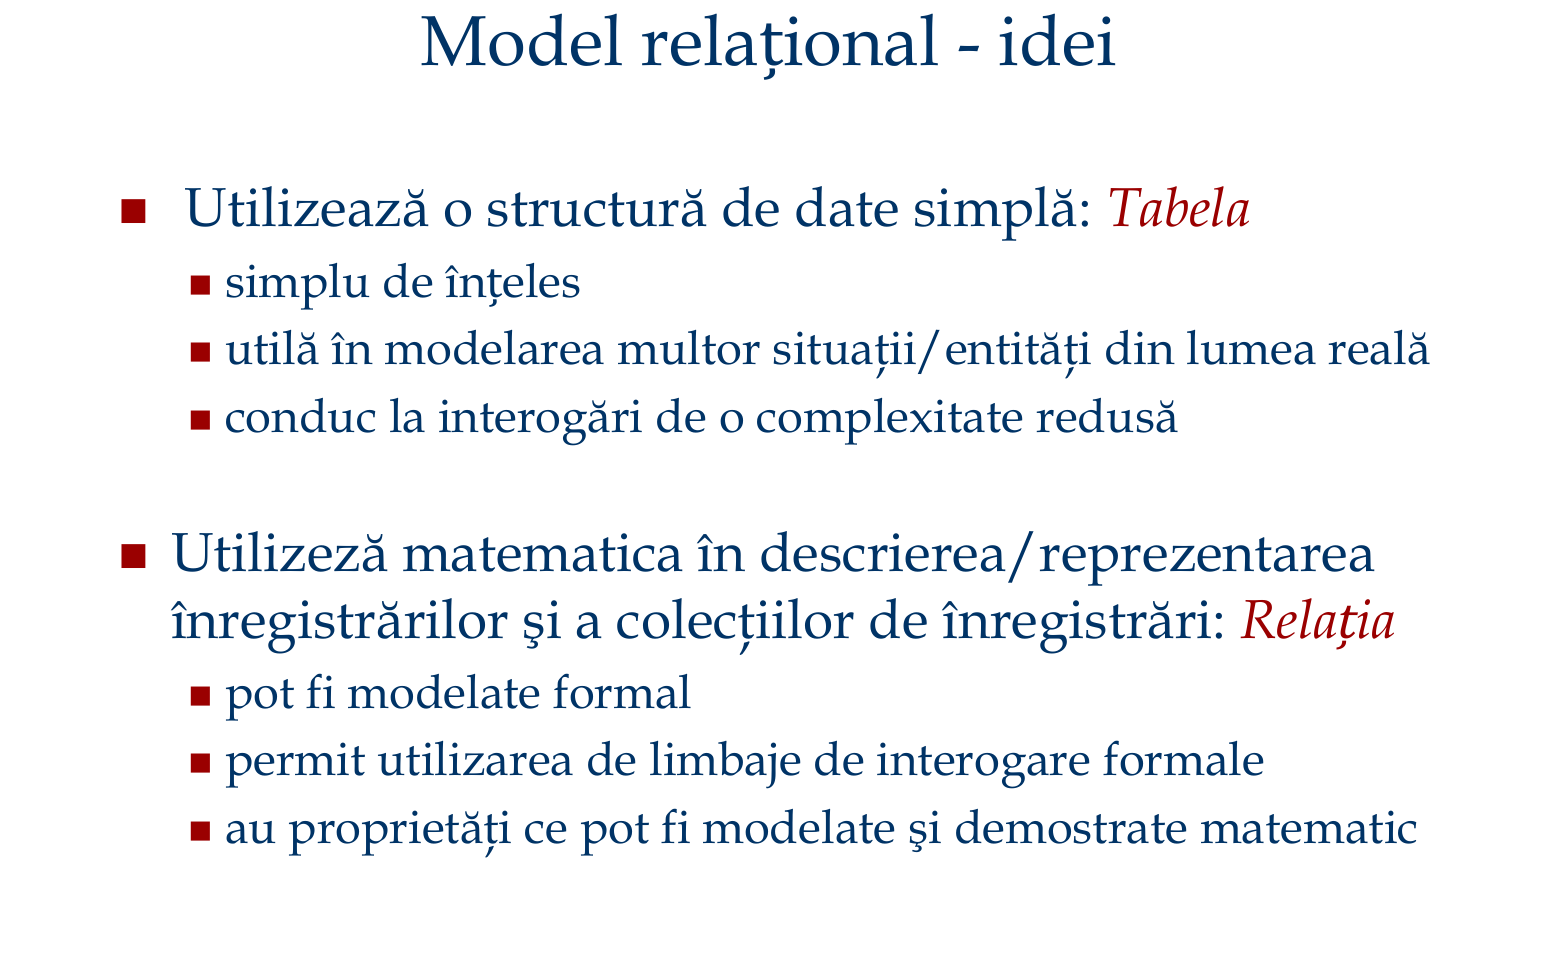 Model relațional - idei
Utilizează o structură de date simplă: Tabela
simplu de înțeles
utilă în modelarea multor situații/entități din lumea reală
conduc la interogări de o complexitate redusă
Utilizeză matematica în descrierea/reprezentarea
înregistrărilor şi a colecțiilor de înregistrări: Relația
pot fi modelate formal
permit utilizarea de limbaje de interogare formale
au proprietăți ce pot fi modelate şi demostrate matematic